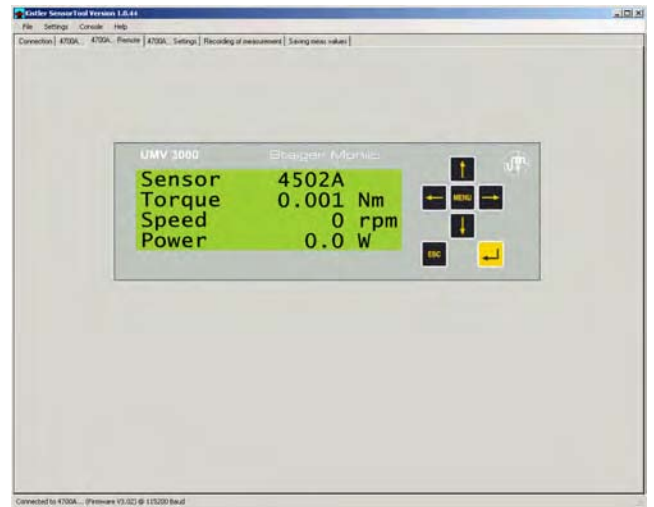 Kistler SensorTool Version 1.0.44
File Settings Console Help
Connection 4700A... 4700A... Remote 4700A... Settings Recording of measurement Saving meas values
UMV 3000 Staiger Mohilo
Sensor 4502A
Torque 0.001 Nm
Speed 0 rpm
Power 0.0 W
MENU
ESC
Connected to 4700A... (Firmware V3.02) @ 115200 Baud